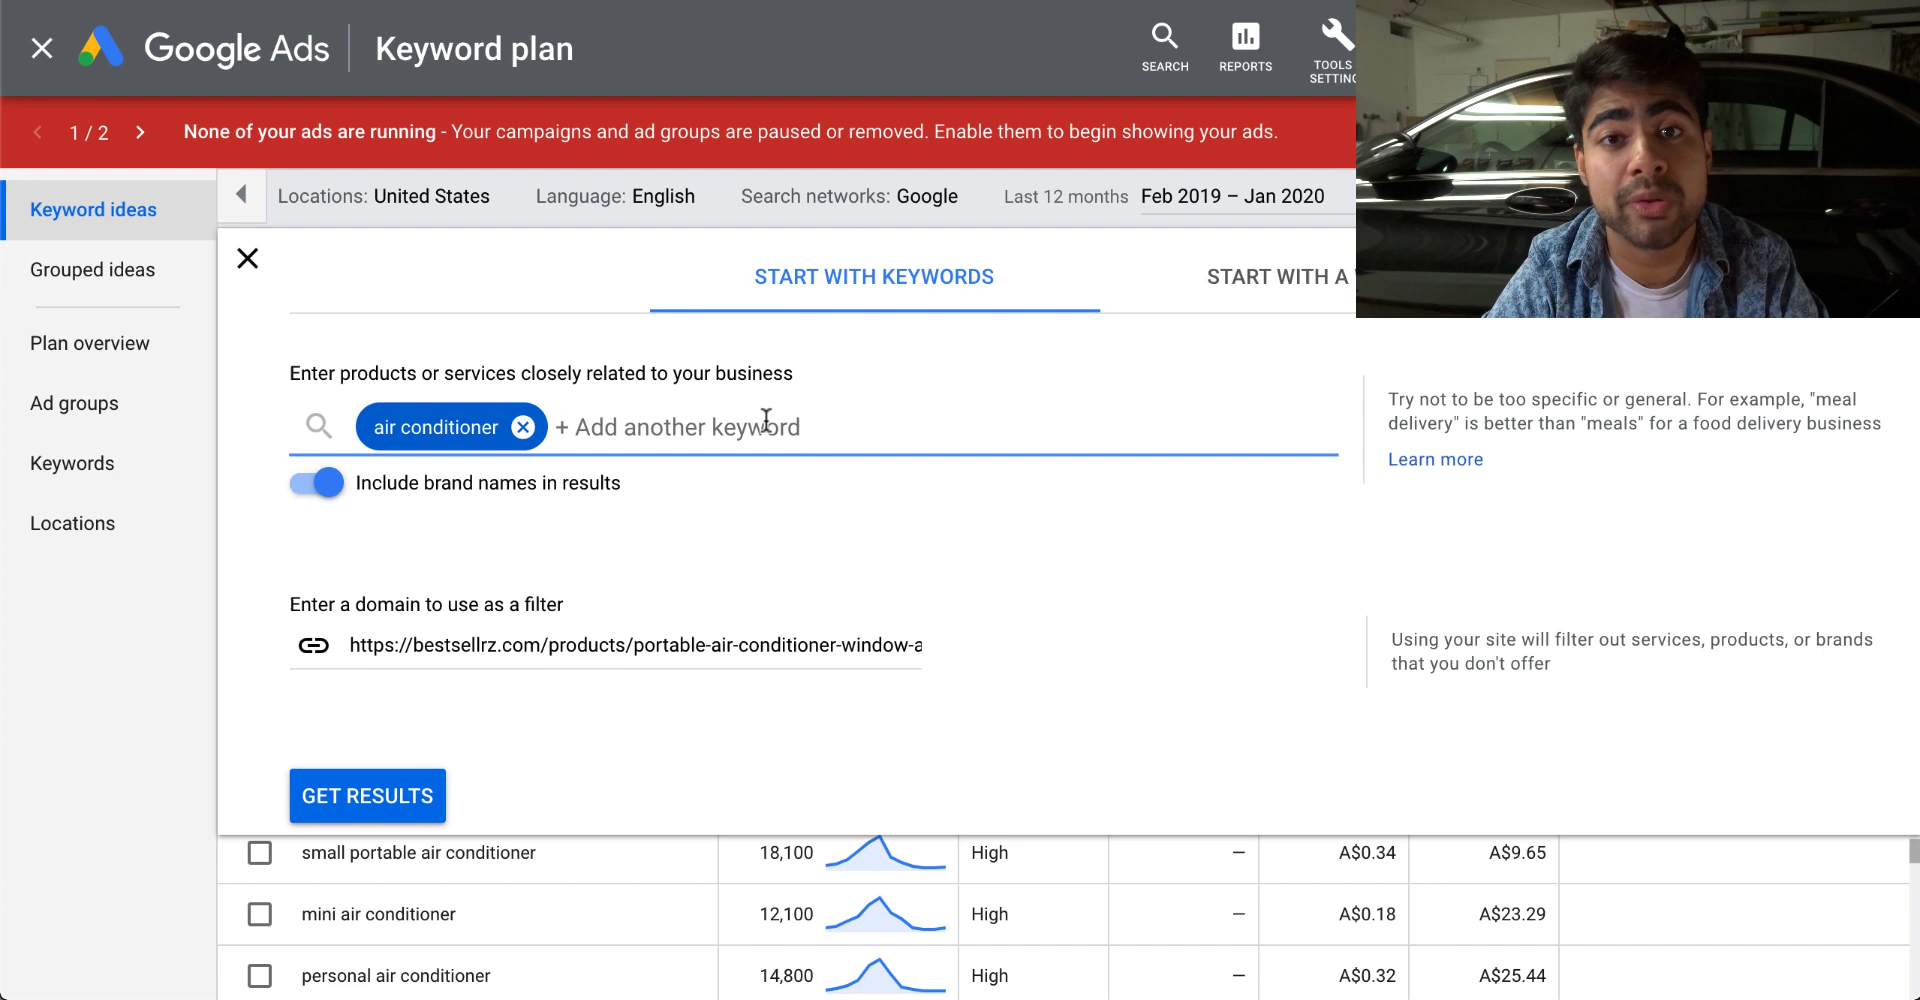 Google Ads Keyword plan
SEARCH
REPORTS
TOOLS
SETTING
1 / 2 None of your ads are running - Your campaigns and ad groups are paused or removed. Enable them to begin showing your ads.
Keyword ideas
Grouped ideas
Plan overview
Ad groups
Keywords
Locations
Locations: United States Language: English Search networks: Google Last 12 months Feb 2019 – Jan 2020
START WITH KEYWORDS START WITH A
Enter products or services closely related to your business
air conditioner + Add another keyword
Include brand names in results
Try not to be too specific or general. For example, "meal
delivery" is better than "meals" for a food delivery business
Learn more
Enter a domain to use as a filter
https://bestsellrz.com/products/portable-air-conditioner-window-a
Using your site will filter out services, products, or brands
that you don't offer
GET RESULTS
small portable air conditioner 18,100 High – A$0.34 A$9.65
mini air conditioner 12,100 High – A$0.18 A$23.29
personal air conditioner 14,800 High – A$0.32 A$25.44